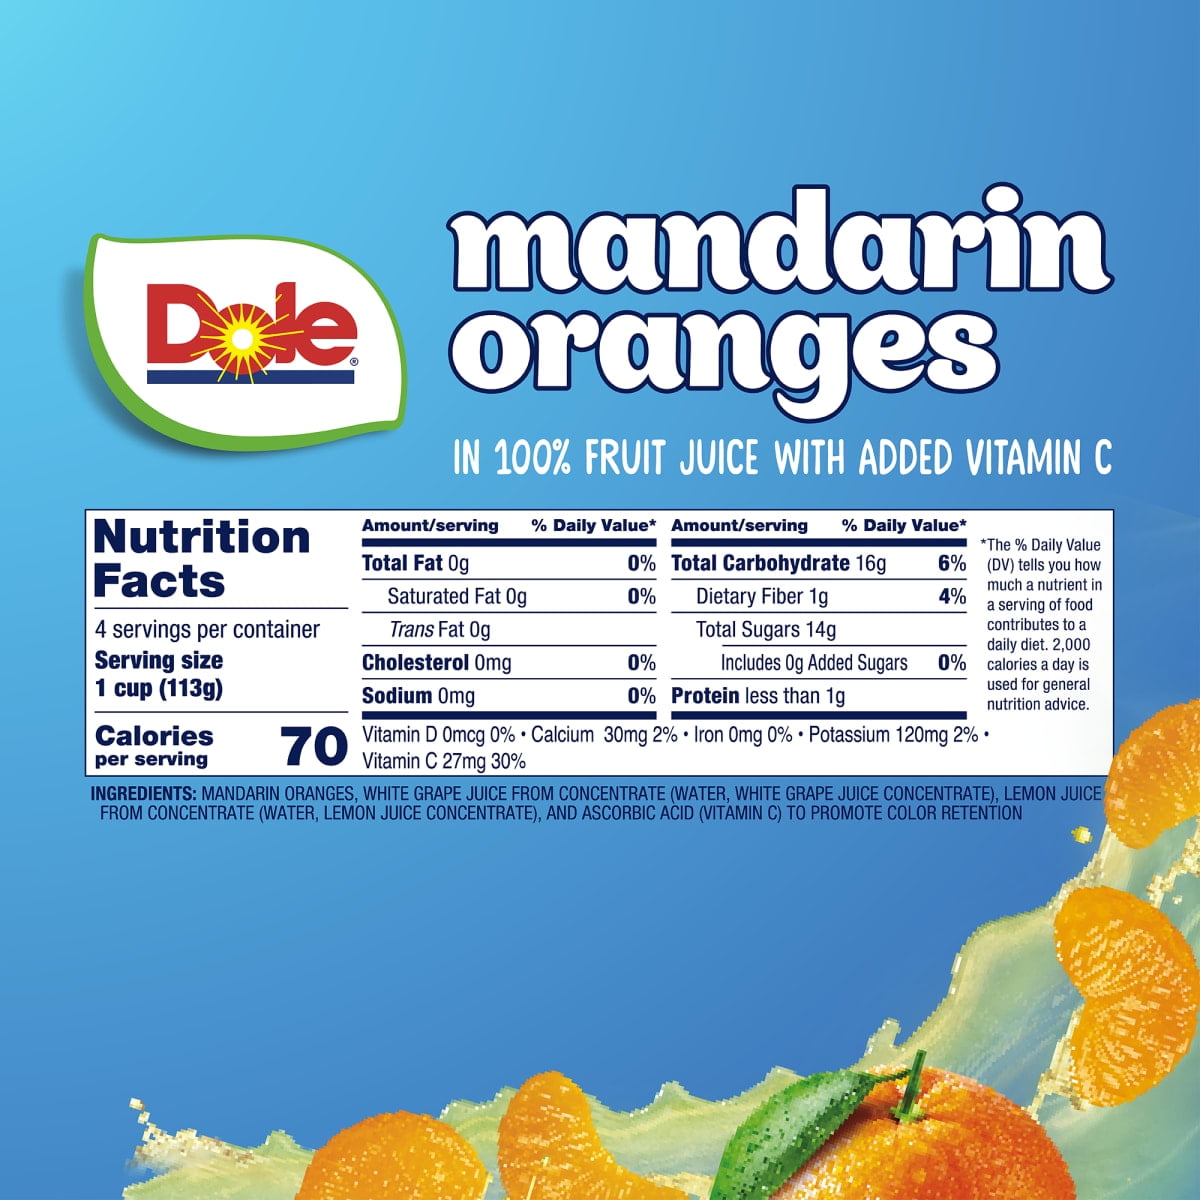 Dole®
mandarin
oranges
IN 100% FRUIT JUICE WITH ADDED VITAMIN C
Nutrition
Facts
4 servings per container
Serving size
1 cup (113g)
Calories
per serving
70
Amount/serving % Daily Value*
Total Fat 0g 0%
Saturated Fat 0g 0%
Trans Fat 0g
Cholesterol 0mg 0%
Sodium 0mg 0%
Amount/serving % Daily Value*
Total Carbohydrate 16g 6%
Dietary Fiber 1g 4%
Total Sugars 14g
Includes 0g Added Sugars 0%
Protein less than 1g
Vitamin D 0mcg 0% • Calcium 30mg 2% • Iron 0mg 0% • Potassium 120mg 2% •
Vitamin C 27mg 30%
*The % Daily Value
(DV) tells you how
much a nutrient in
a serving of food
contributes to a
daily diet. 2,000
calories a day is
used for general
nutrition advice.
INGREDIENTS: MANDARIN ORANGES, WHITE GRAPE JUICE FROM CONCENTRATE (WATER, WHITE GRAPE JUICE CONCENTRATE), LEMON JUICE
FROM CONCENTRATE (WATER, LEMON JUICE CONCENTRATE), AND ASCORBIC ACID (VITAMIN C) TO PROMOTE COLOR RETENTION